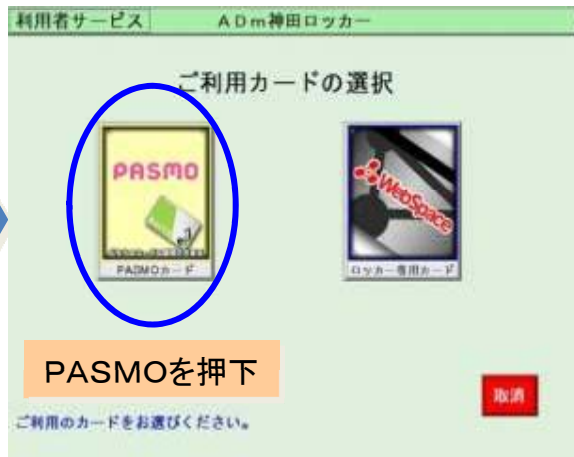 利用者サービス ADm神田ロッカー
ご利用カードの選択
PASMO
WebSpace
PASMOカード
ロッカー専用カード
PASMOを押下
取消
ご利用のカードをお選びください。